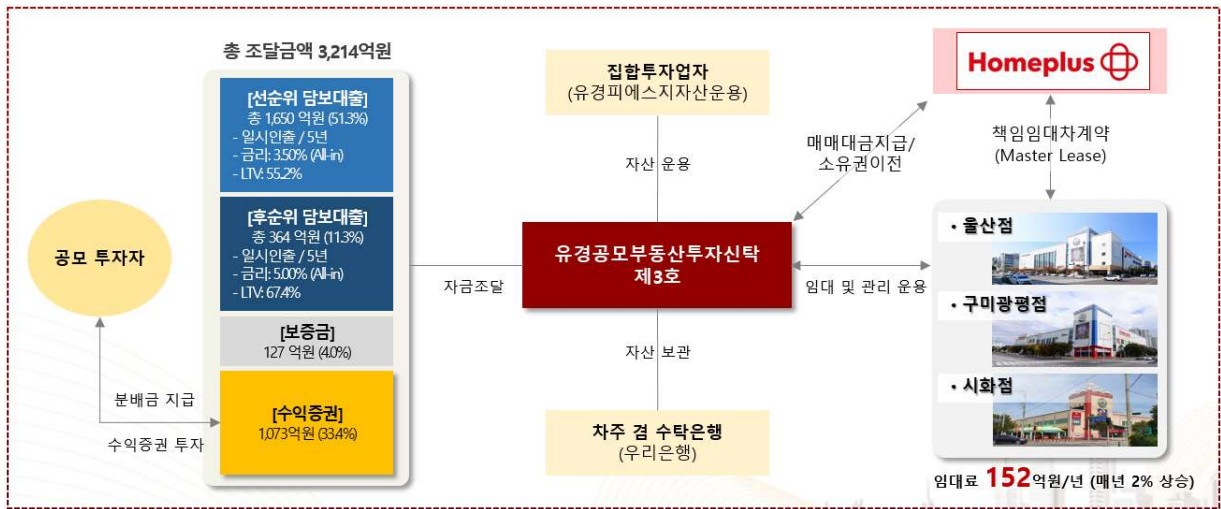 총 조달금액 3,214억원
[선순위 담보대출]
총 1,650 억원 (51.3%)
- 일시인출 / 5년
- 금리: 3.50% (All-in)
- LTV: 55.2%
[후순위 담보대출]
총 364 억원 (11.3%)
- 일시인출 / 5년
- 금리: 5.00% (All-in)
- LTV: 67.4%
[보증금]
127 억원 (4.0%)
[수익증권]
1,073억원 (33.4%)
공모 투자자
분배금 지급
수익증권 투자
자금조달
집합투자업자
(유경피에스지자산운용)
자산 운용
유경공모부동산투자신탁
제3호
자산 보관
차주 겸 수탁은행
(우리은행)
매매대금지급/
소유권이전
임대 및 관리 운용
Homeplus
책임임대차계약
(Master Lease)
• 울산점
• 구미광평점
• 시화점
임대료 152억원/년 (매년 2% 상승)